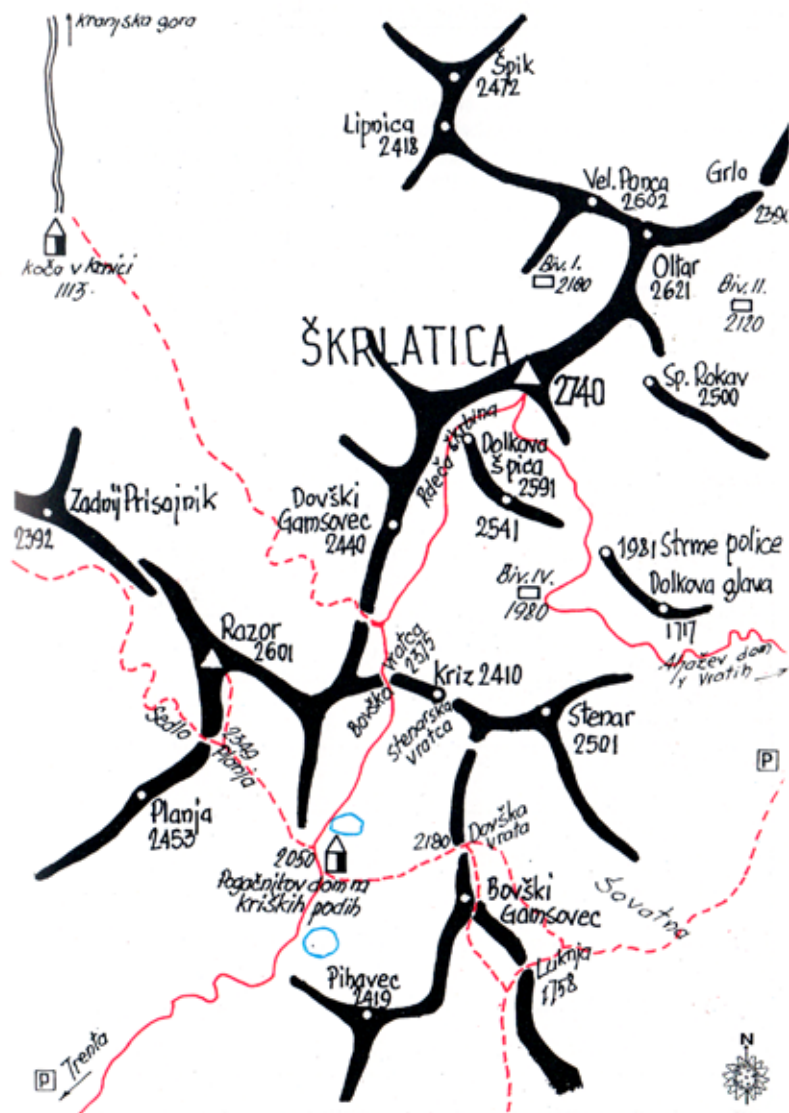 kranjska gora
Špik
2472
Lipnica
2418
Vel. Ponca
2602
Grlo
Oltar
2621
Biv. I.
2180
Biv. II.
2120
koča v krnici
1113.
ŠKRLATICA
2740
Sp. Rokav
2500
Rdeča škrbina
Dolkova
Špica
2591
2541
Dovški
Gamsovec
2440
Zadnji Prisojnik
2392
1981 Strme police
Dolkova glava
1717
Biv. IV.
1980
Razor
2601
Bovška vratca
2375
Kriz 2410
Stenarska
vratca
Stenar
2501
Sedlo planja
2349
Planja
2453
P
2180
Dovška
vrata
2050
Pogačnikov dom na
kriških podih
Bovški
Gamsovec
Sovatna
Luknja
1758
Pihavec
2419
N
P
Trenta